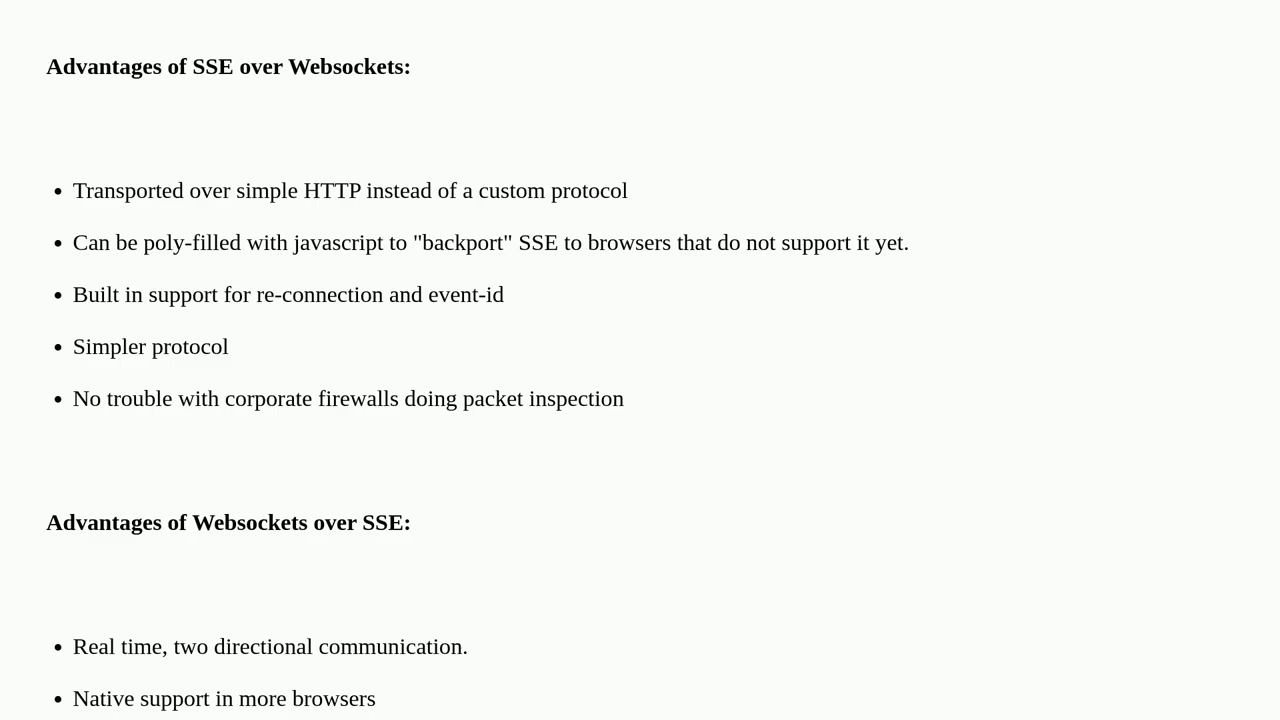 Advantages of SSE over Websockets:
• Transported over simple HTTP instead of a custom protocol
• Can be poly-filled with javascript to "backport" SSE to browsers that do not support it yet.
• Built in support for re-connection and event-id
• Simpler protocol
• No trouble with corporate firewalls doing packet inspection
Advantages of Websockets over SSE:
• Real time, two directional communication.
• Native support in more browsers